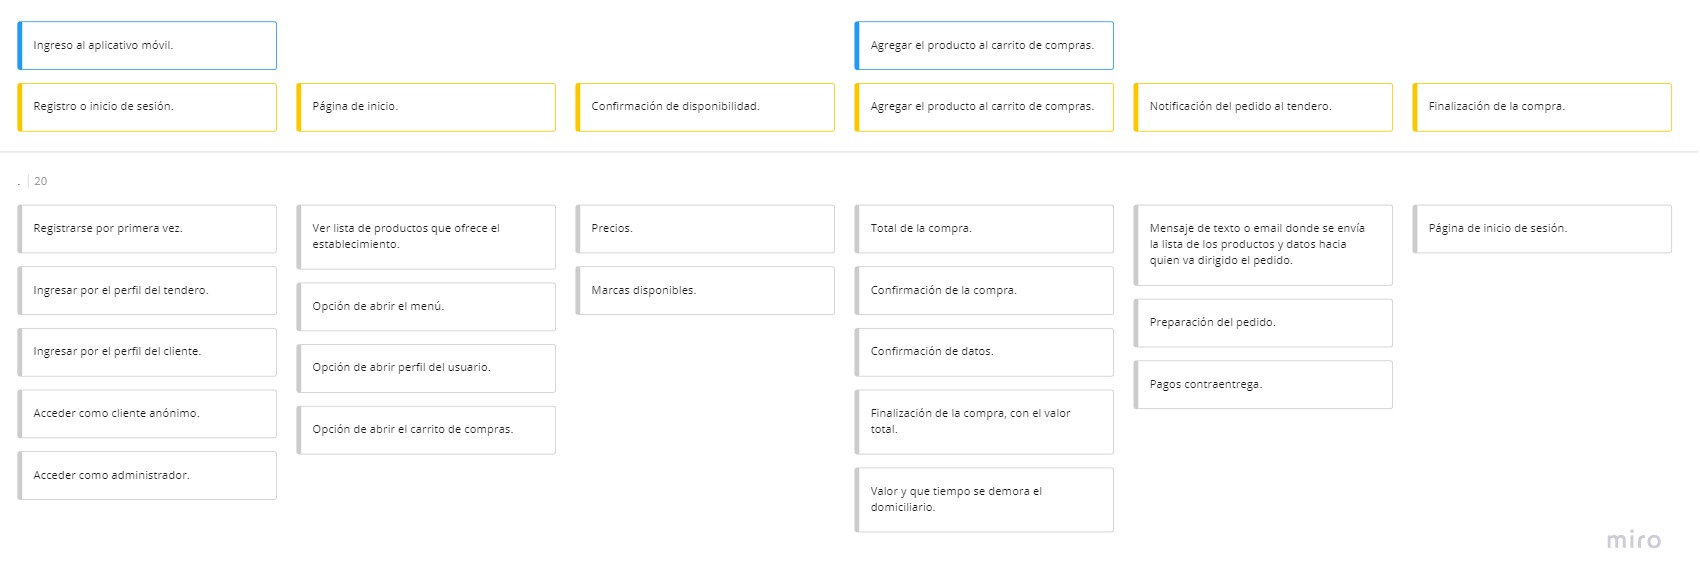 Ingreso al aplicativo móvil.
Agregar el producto al carrito de compras.
Registro o inicio de sesión.
Página de inicio.
Confirmación de disponibilidad.
Agregar el producto al carrito de compras.
Notificación del pedido al tendero.
Finalización de la compra.
. | 20
Registrarse por primera vez.
Ingresar por el perfil del tendero.
Ingresar por el perfil del cliente.
Acceder como cliente anónimo.
Acceder como administrador.
Ver lista de productos que ofrece el
establecimiento.
Opción de abrir el menú.
Opción de abrir perfil del usuario.
Opción de abrir el carrito de compras.
Precios.
Marcas disponibles.
Total de la compra.
Confirmación de la compra.
Confirmación de datos.
Finalización de la compra, con el valor
total.
Valor y que tiempo se demora el
domiciliario.
Mensaje de texto o email donde se envía
la lista de los productos y datos hacia
quien va dirigido el pedido.
Preparación del pedido.
Pagos contraentrega.
Página de inicio de sesión.
miro